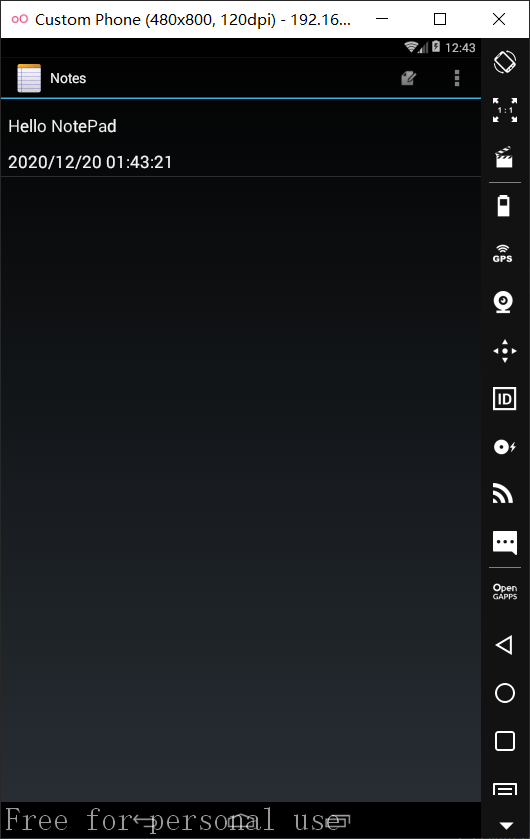 Custom Phone (480x800, 120dpi) - 192.16...
12:43
Notes
1:1
Hello NotePad
2020/12/20 01:43:21
GPS
ID
Open
GAPPS
Free for personal use